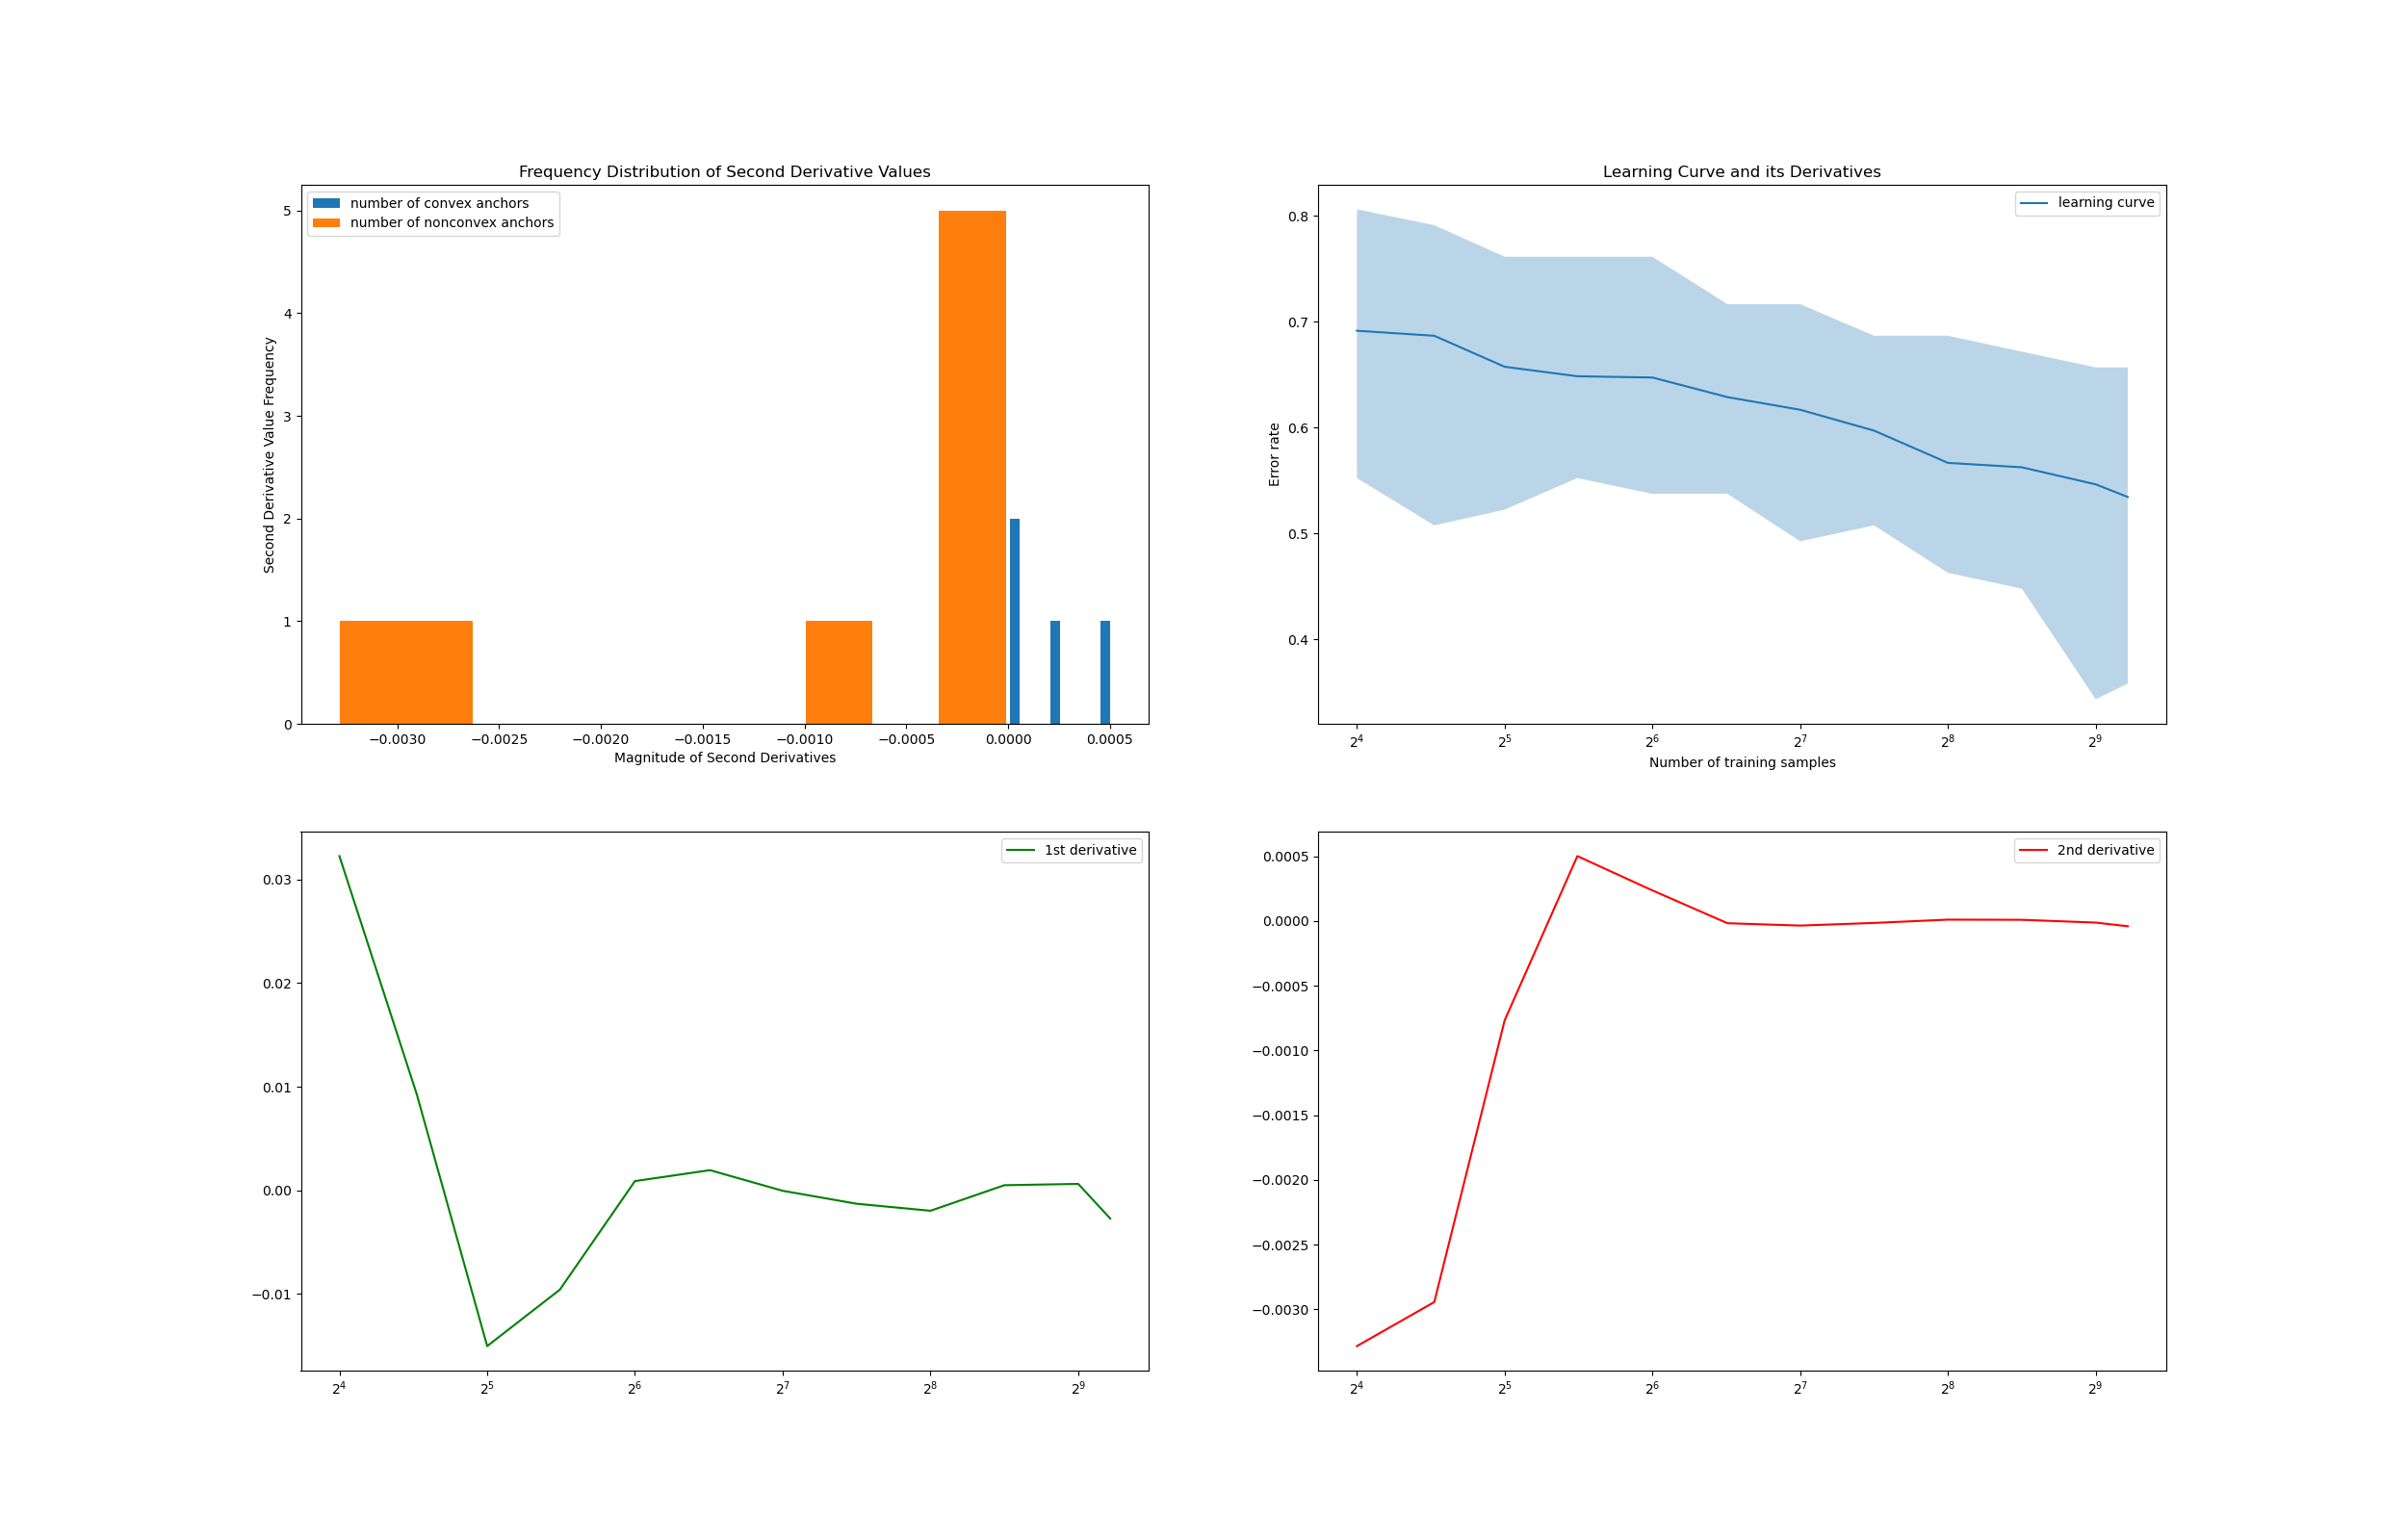 Frequency Distribution of Second Derivative Values
number of convex anchors
number of nonconvex anchors
Second Derivative Value Frequency
5
4
3
2
1
0
−0.0030 −0.0025 −0.0020 −0.0015 −0.0010 −0.0005 0.0000 0.0005
Magnitude of Second Derivatives
Learning Curve and its Derivatives
learning curve
Error rate
0.8
0.7
0.6
0.5
0.4
2⁴ 2⁵ 2⁶ 2⁷ 2⁸ 2⁹
Number of training samples
1st derivative
0.03
0.02
0.01
0.00
−0.01
2⁴ 2⁵ 2⁶ 2⁷ 2⁸ 2⁹
2nd derivative
0.0005
0.0000
−0.0005
−0.0010
−0.0015
−0.0020
−0.0025
−0.0030
2⁴ 2⁵ 2⁶ 2⁷ 2⁸ 2⁹